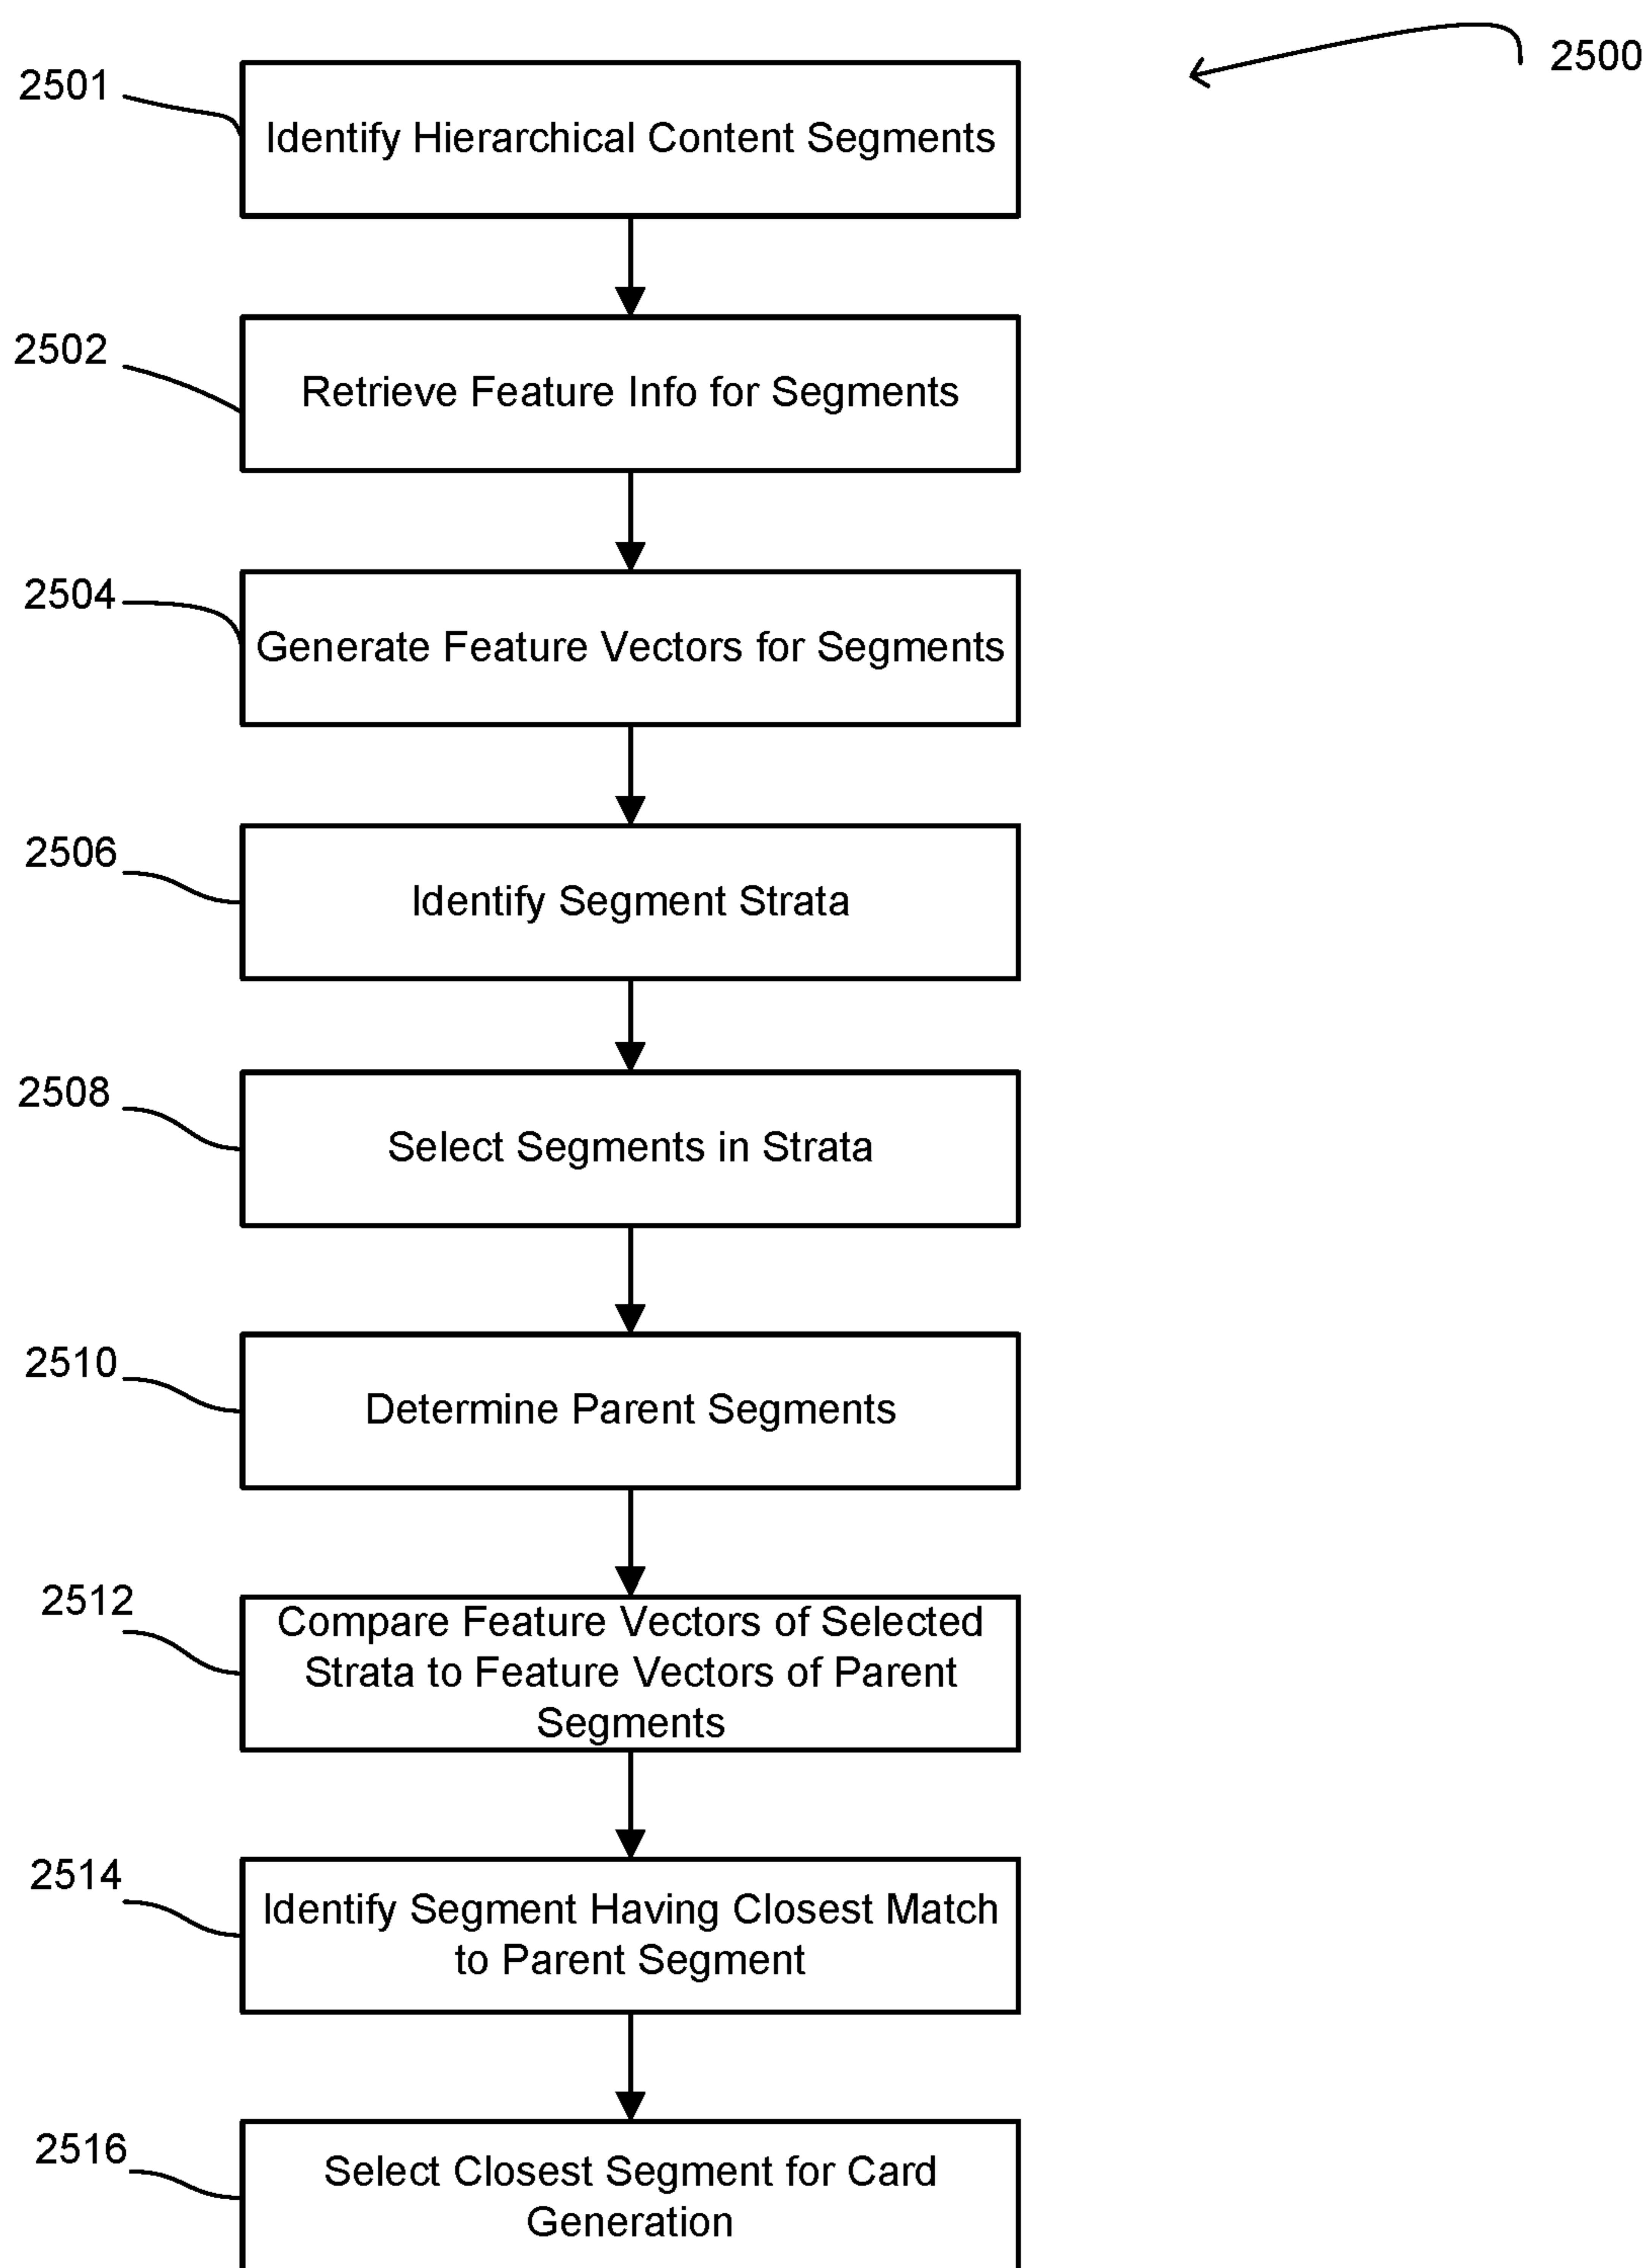 2500
2501
Identify Hierarchical Content Segments
2502
Retrieve Feature Info for Segments
2504
Generate Feature Vectors for Segments
2506
Identify Segment Strata
2508
Select Segments in Strata
2510
Determine Parent Segments
2512
Compare Feature Vectors of Selected
Strata to Feature Vectors of Parent
Segments
2514
Identify Segment Having Closest Match
to Parent Segment
2516
Select Closest Segment for Card
Generation